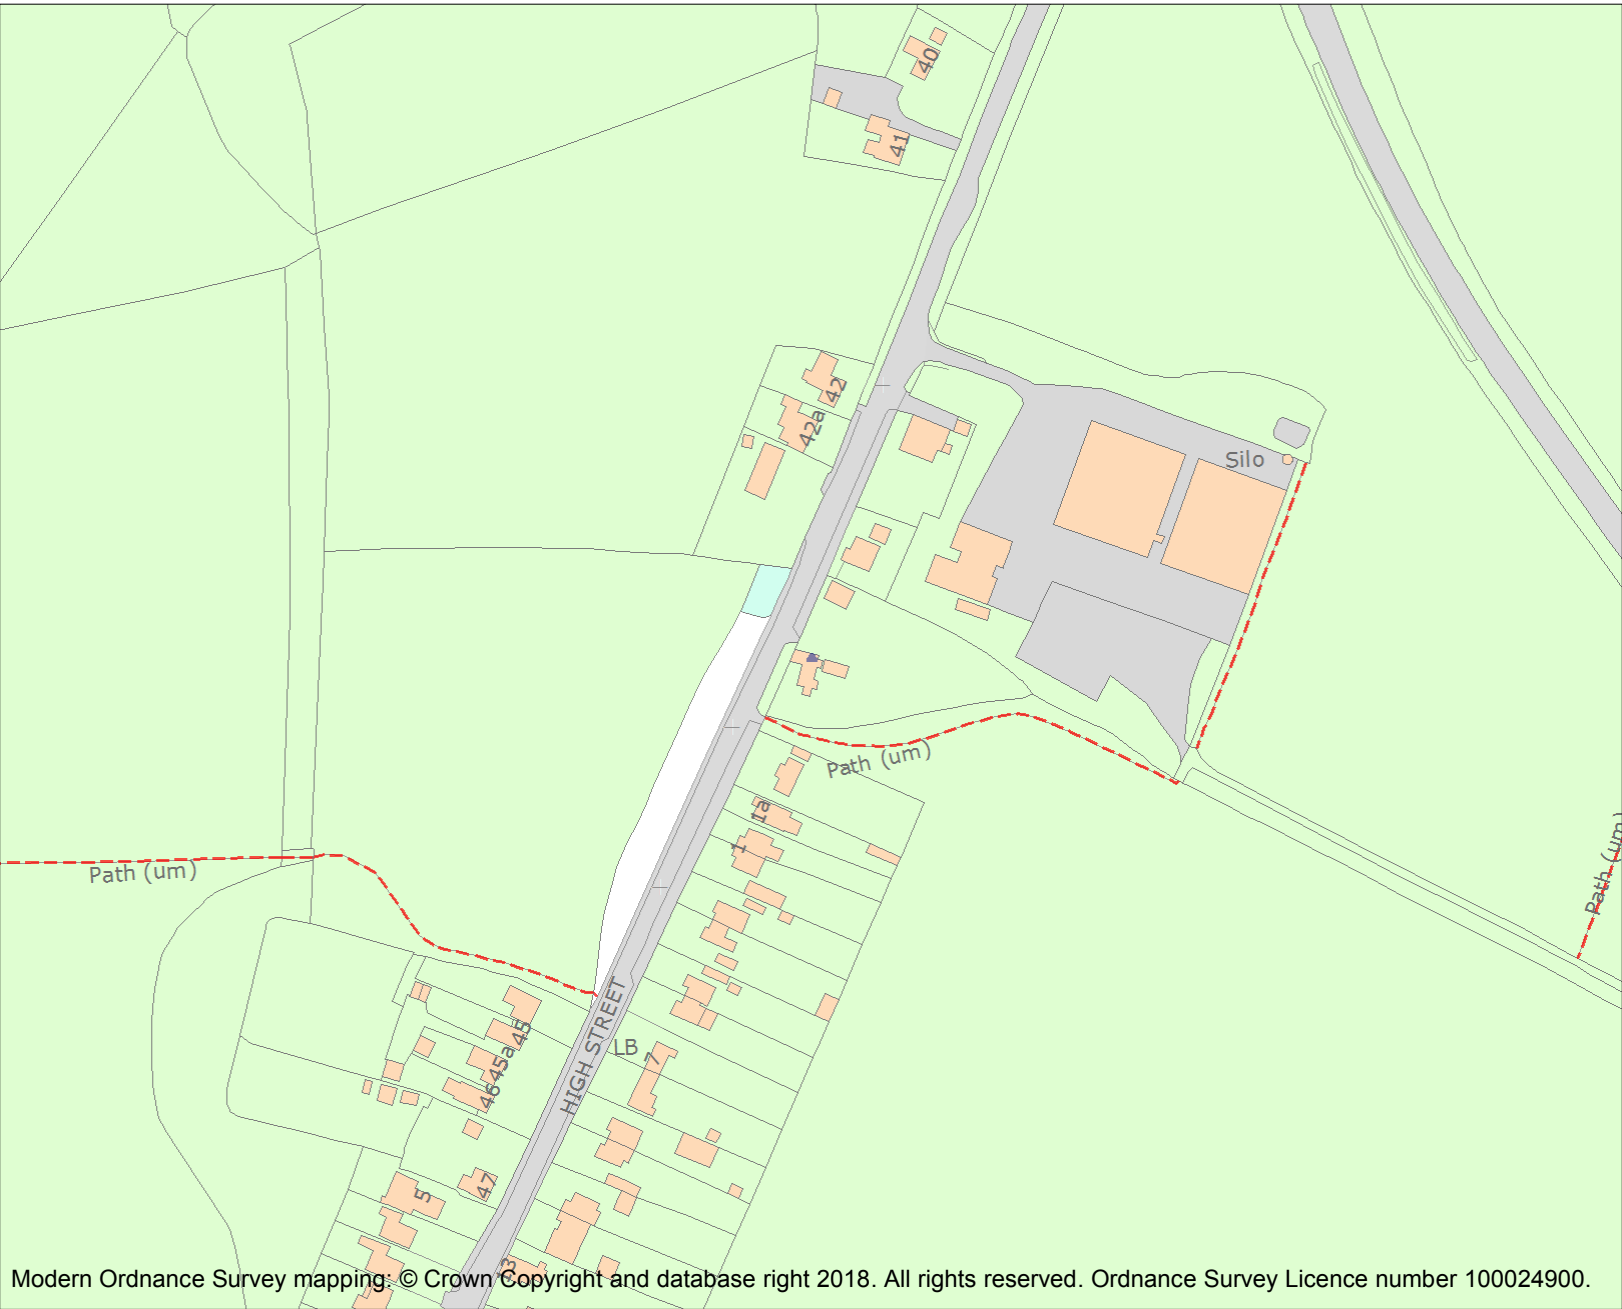 40
41
42
42a
Silo
Path (um)
1a
1
Path (um)
Path (um)
HIGH STREET
LB
7
45
45a
46
47
5
13
Modern Ordnance Survey mapping: © Crown Copyright and database right 2018. All rights reserved. Ordnance Survey Licence number 100024900.